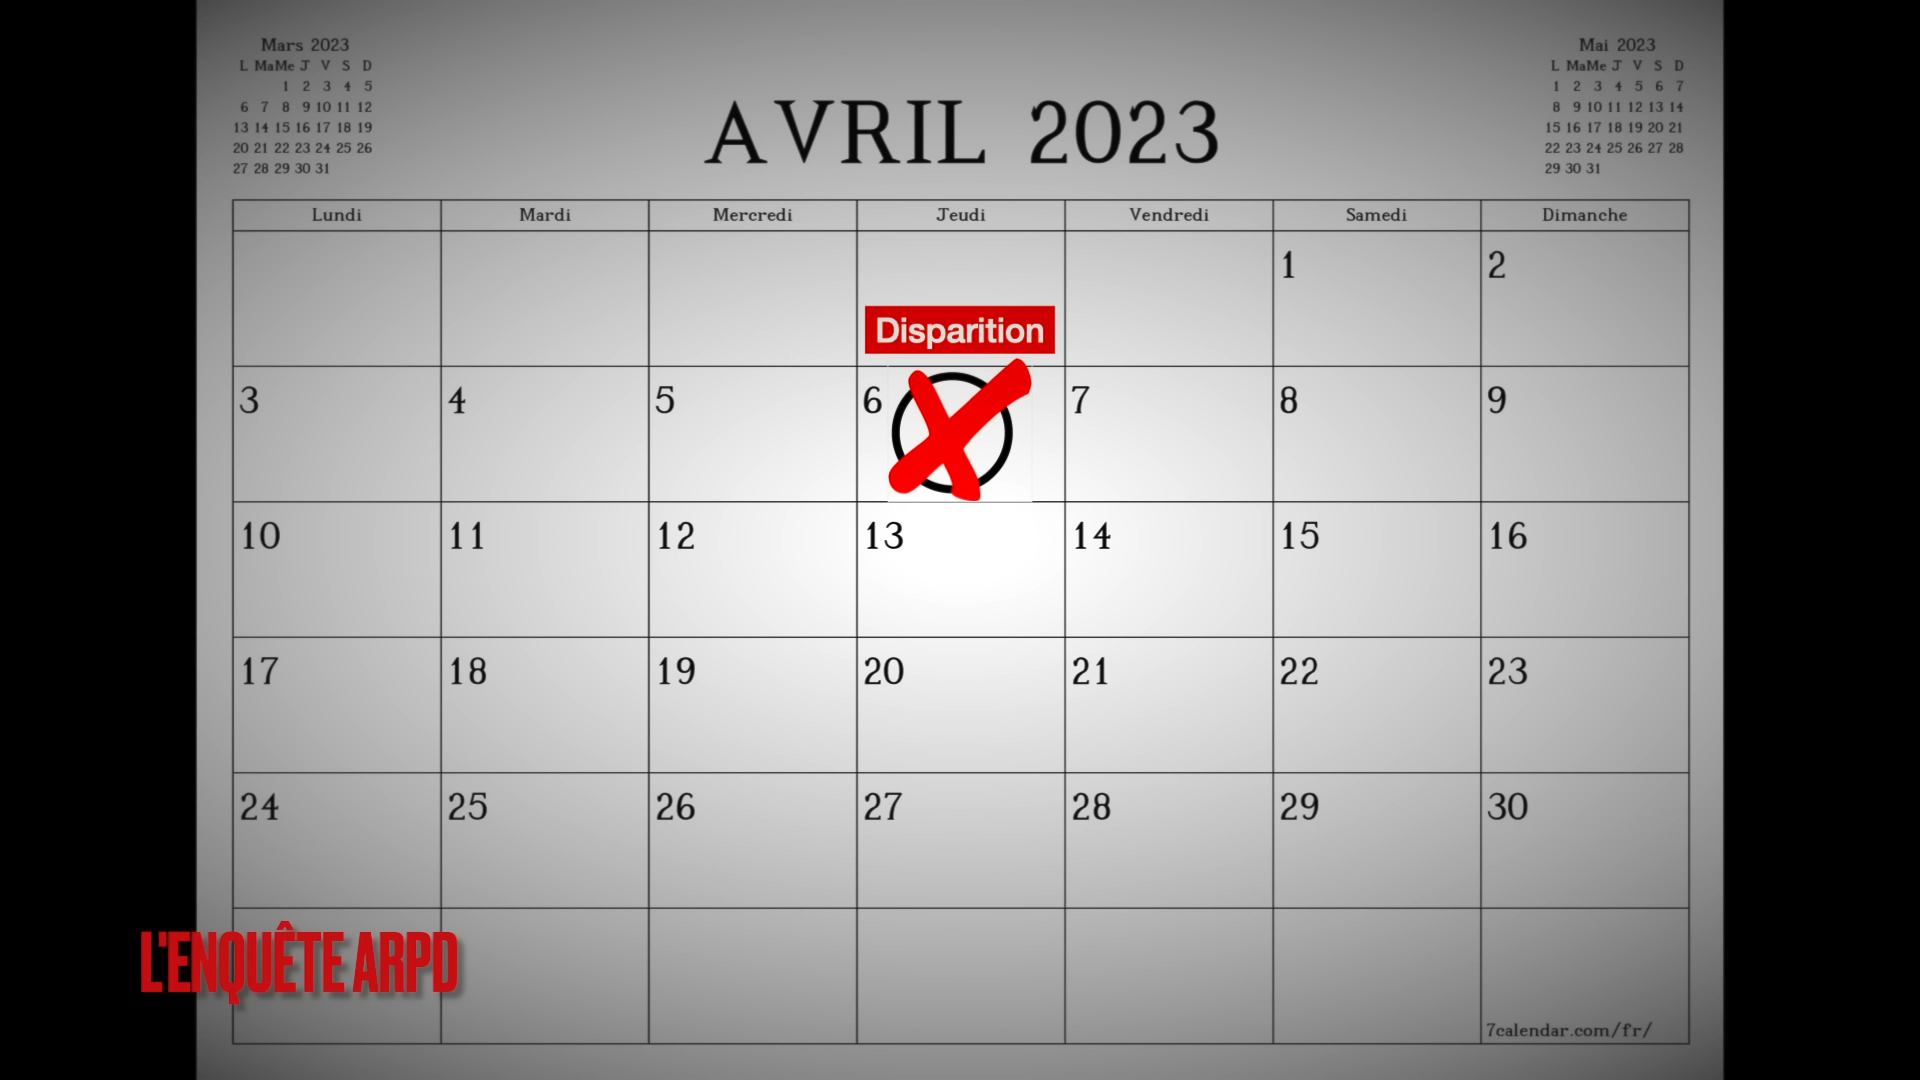 Mars 2023
L Ma Me J V S D
1 2 3 4 5
6 7 8 9 10 11 12
13 14 15 16 17 18 19
20 21 22 23 24 25 26
27 28 29 30 31
Mai 2023
L Ma Me J V S D
1 2 3 4 5 6 7
8 9 10 11 12 13 14
15 16 17 18 19 20 21
22 23 24 25 26 27 28
29 30 31
AVRIL 2023
Lundi Mardi Mercredi Jeudi Vendredi Samedi Dimanche
1 2
Disparition
3 4 5 6 7 8 9
10 11 12 13 14 15 16
17 18 19 20 21 22 23
24 25 26 27 28 29 30
L'ENQUÊTE ARPD
7calendar.com/fr/